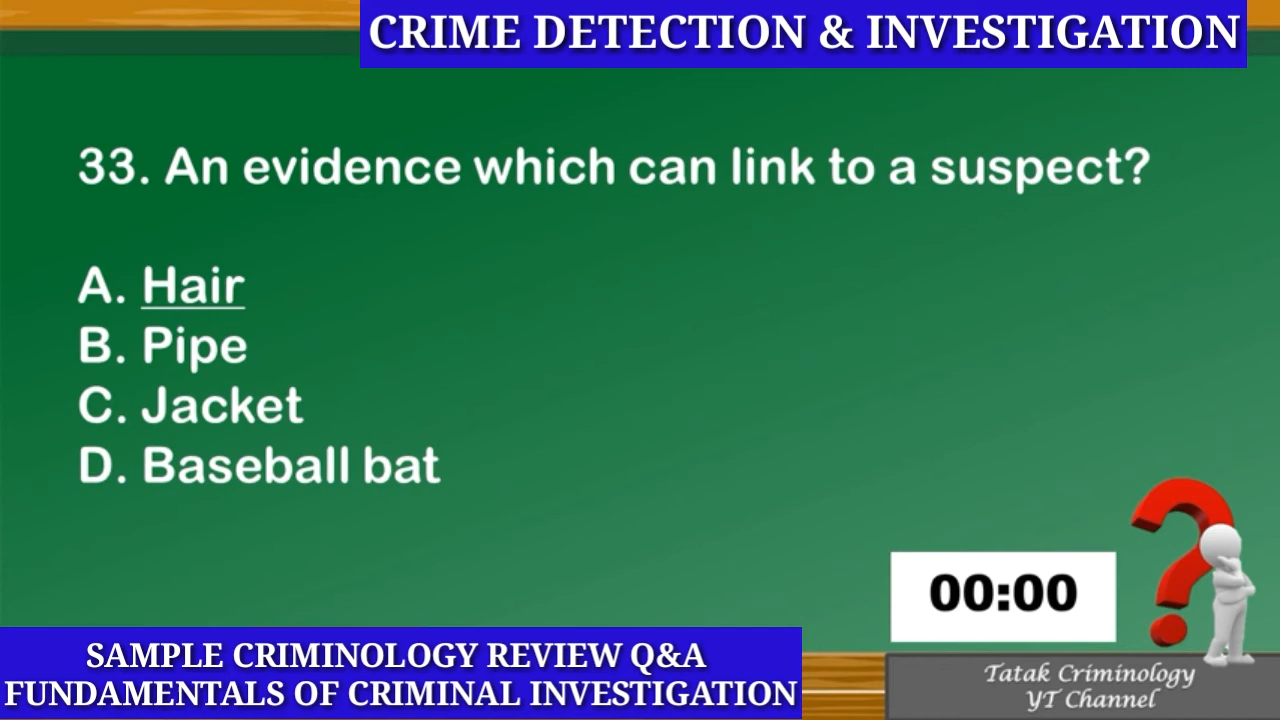 CRIME DETECTION & INVESTIGATION
33. An evidence which can link to a suspect?
A. Hair
B. Pipe
C. Jacket
D. Baseball bat
00:00
SAMPLE CRIMINOLOGY REVIEW Q&A
FUNDAMENTALS OF CRIMINAL INVESTIGATION
Tatak Criminology
YT Channel